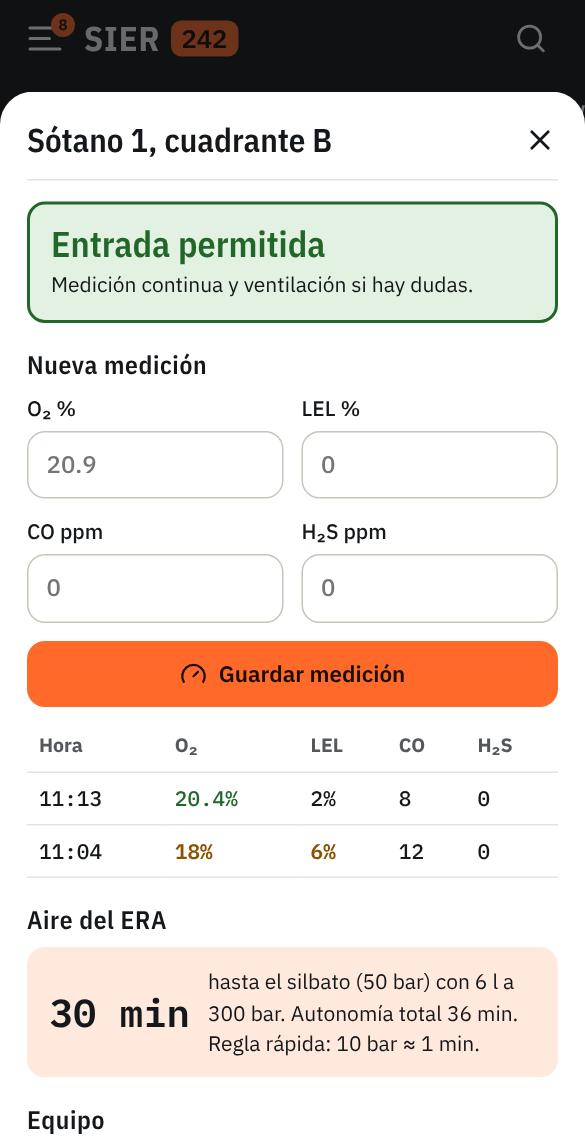 8
SIER 242
Sótano 1, cuadrante B
Entrada permitida
Medición continua y ventilación si hay dudas.
Nueva medición
O₂ % LEL %
20.9 0
CO ppm H₂S ppm
0 0
Guardar medición
Hora O₂ LEL CO H₂S
11:13 20.4% 2% 8 0
11:04 18% 6% 12 0
Aire del ERA
30 min
hasta el silbato (50 bar) con 6 l a
300 bar. Autonomía total 36 min.
Regla rápida: 10 bar ≈ 1 min.
Equipo